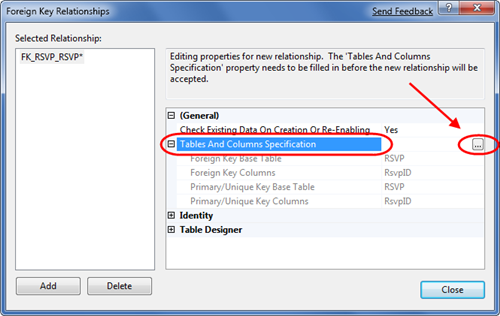 Foreign Key Relationships
Send Feedback
?
Selected Relationship:
FK_RSVP_RSVP*
Editing properties for new relationship. The 'Tables And Columns
Specification' property needs to be filled in before the new relationship will be
accepted.
(General)
Check Existing Data On Creation Or Re-Enabling Yes
Tables And Columns Specification ...
Foreign Key Base Table RSVP
Foreign Key Columns RsvpID
Primary/Unique Key Base Table RSVP
Primary/Unique Key Columns RsvpID
Identity
Table Designer
Add
Delete
Close